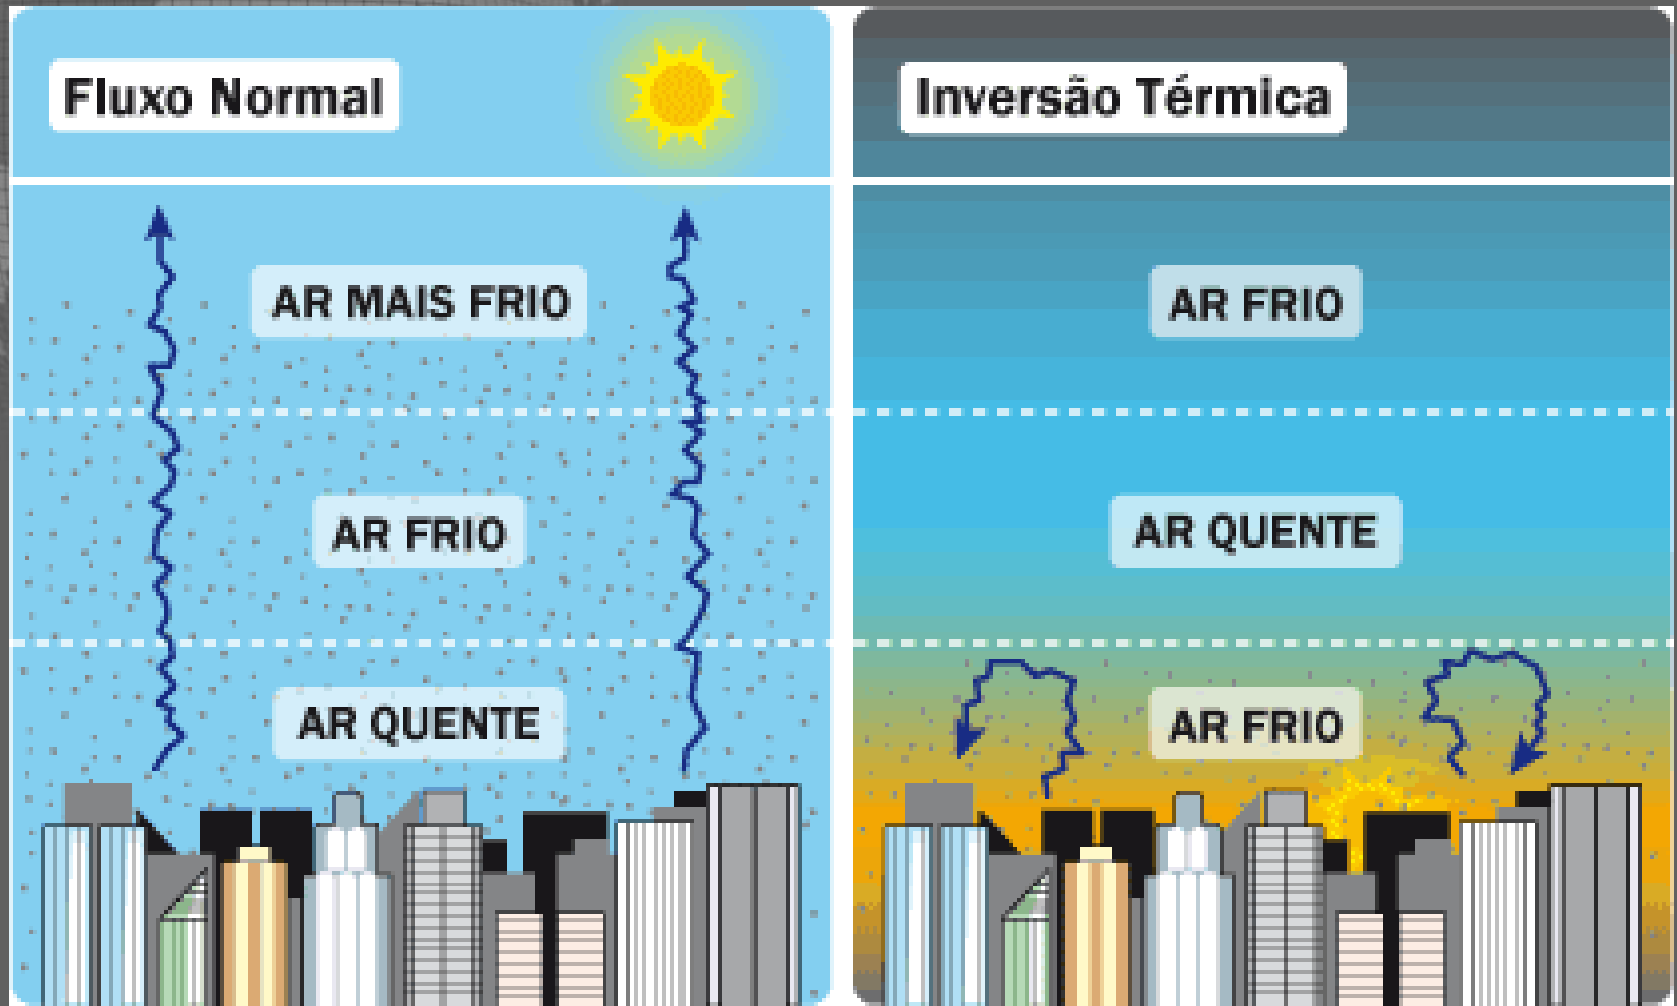 Fluxo Normal
AR MAIS FRIO
AR FRIO
AR QUENTE
Inversão Térmica
AR FRIO
AR QUENTE
AR FRIO